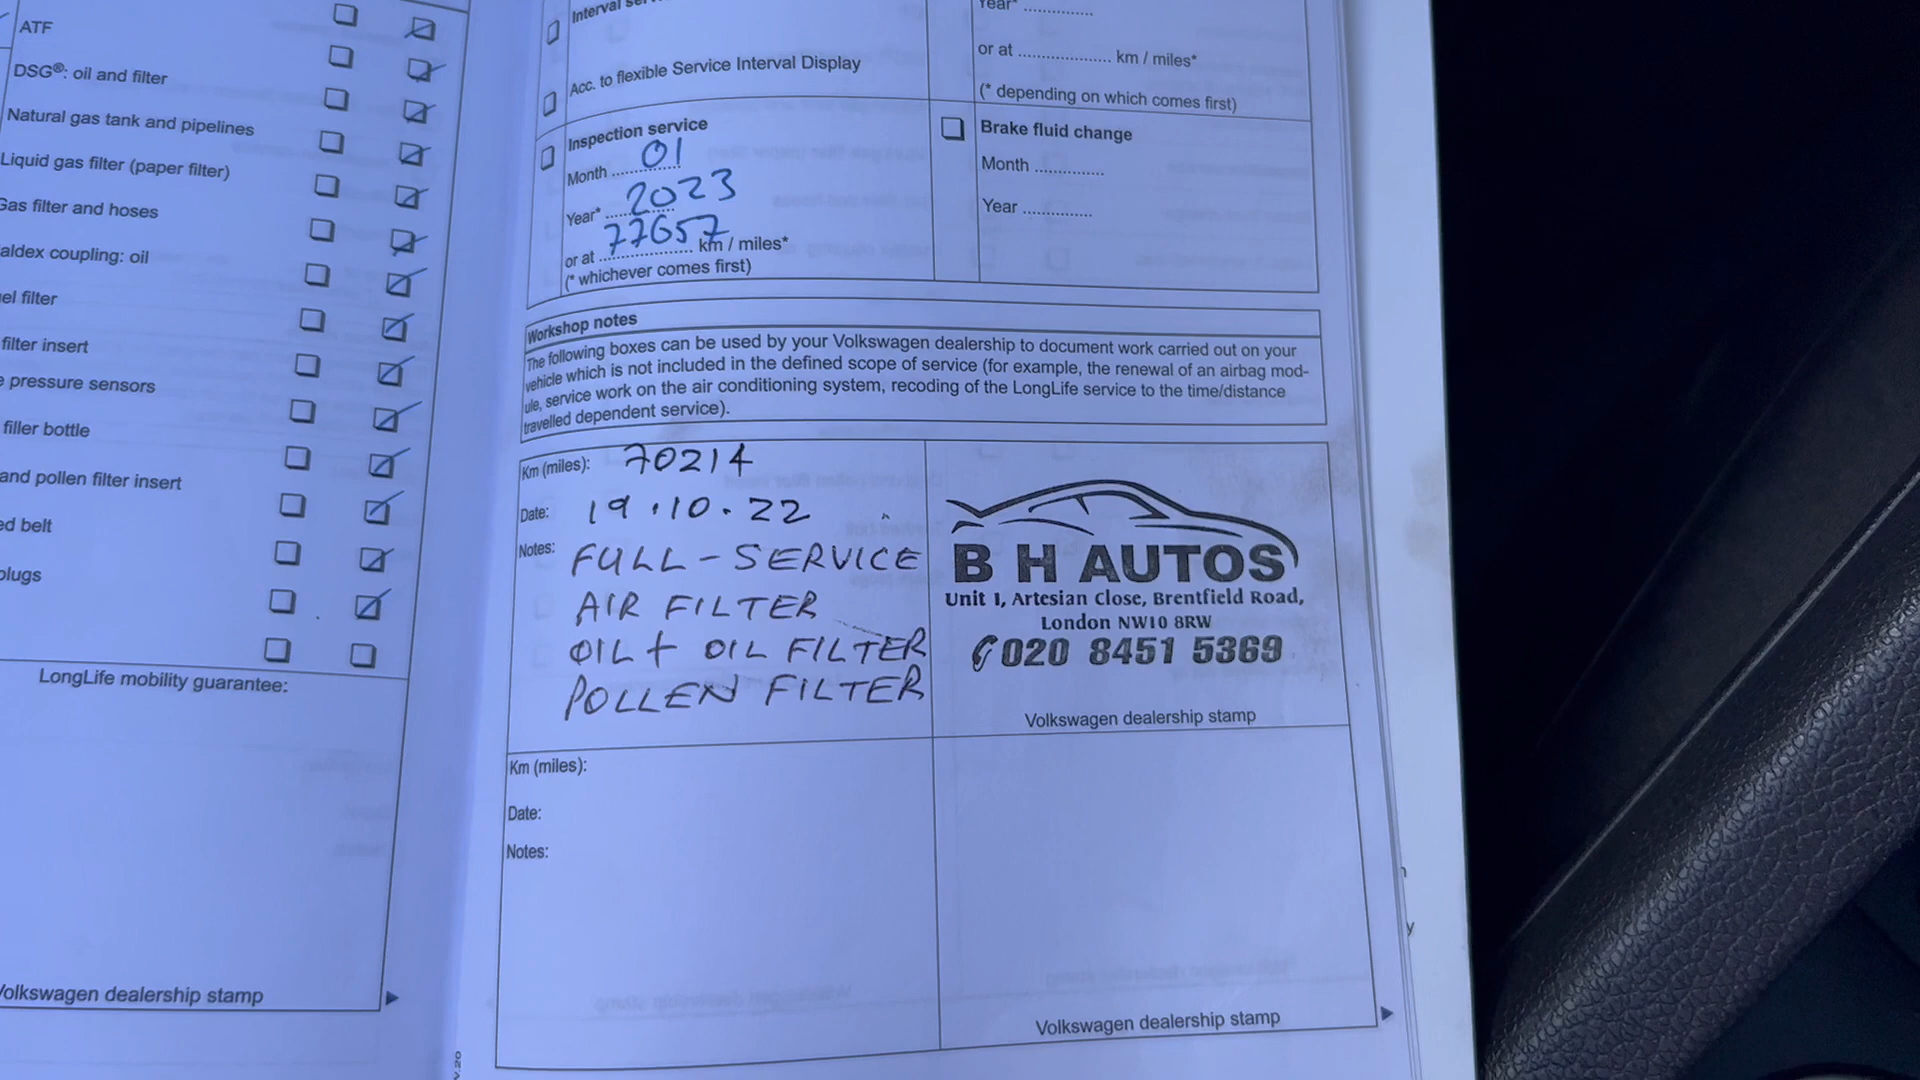 ATF
DSG®: oil and filter
Natural gas tank and pipelines
Liquid gas filter (paper filter)
Gas filter and hoses
aldex coupling: oil
el filter
filter insert
e pressure sensors
filler bottle
and pollen filter insert
ed belt
plugs
LongLife mobility guarantee:
Volkswagen dealership stamp
Interval
Acc. to flexible Service Interval Display
Inspection service
Month 01
Year* 2023
or at 77657 km / miles*
(* whichever comes first)
Year*
or at ................... km / miles*
(* depending on which comes first)
Brake fluid change
Month ..............
Year ..............
Workshop notes
The following boxes can be used by your Volkswagen dealership to document work carried out on your
vehicle which is not included in the defined scope of service (for example, the renewal of an airbag mod-
ule, service work on the air conditioning system, recoding of the LongLife service to the time/distance
travelled dependent service).
Km (miles): 70214
Date: 19.10.22
Notes: FULL-SERVICE
AIR FILTER
OIL + OIL FILTER
POLLEN FILTER
B H AUTOS
Unit 1, Artesian Close, Brentfield Road,
London NW10 8RW
020 8451 5369
Volkswagen dealership stamp
Km (miles):
Date:
Notes:
Volkswagen dealership stamp